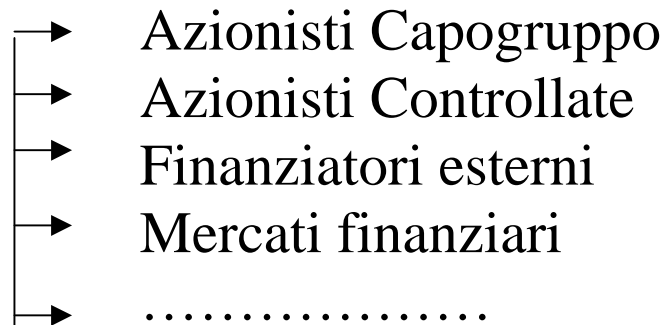 Azionisti Capogruppo
Azionisti Controllate
Finanziatori esterni
Mercati finanziari
………………